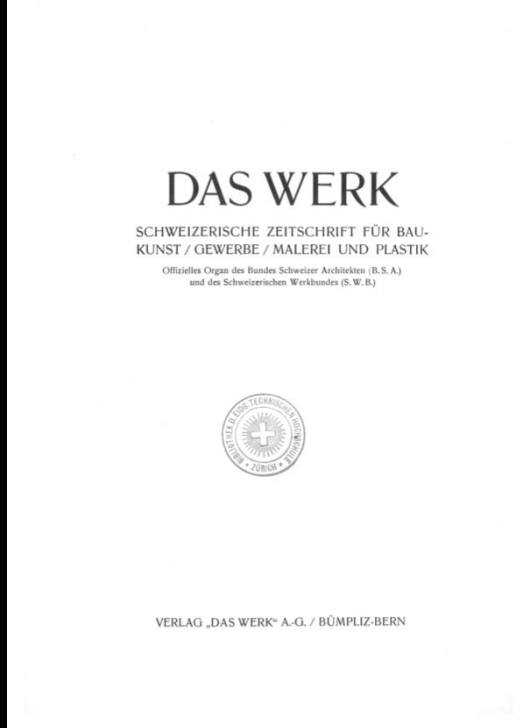 DAS WERK
SCHWEIZERISCHE ZEITSCHRIFT FÜR BAU-
KUNST / GEWERBE / MALEREI UND PLASTIK
Offizielles Organ des Bundes Schweizer Architekten (B. S. A.)
und des Schweizerischen Werkbundes (S. W. B.)
BIBLIOTHEK D. EIDG. TECHNISCHEN HOCHSCHULE
* ZÜRICH *
VERLAG „DAS WERK“ A.-G. / BÜMPLIZ-BERN